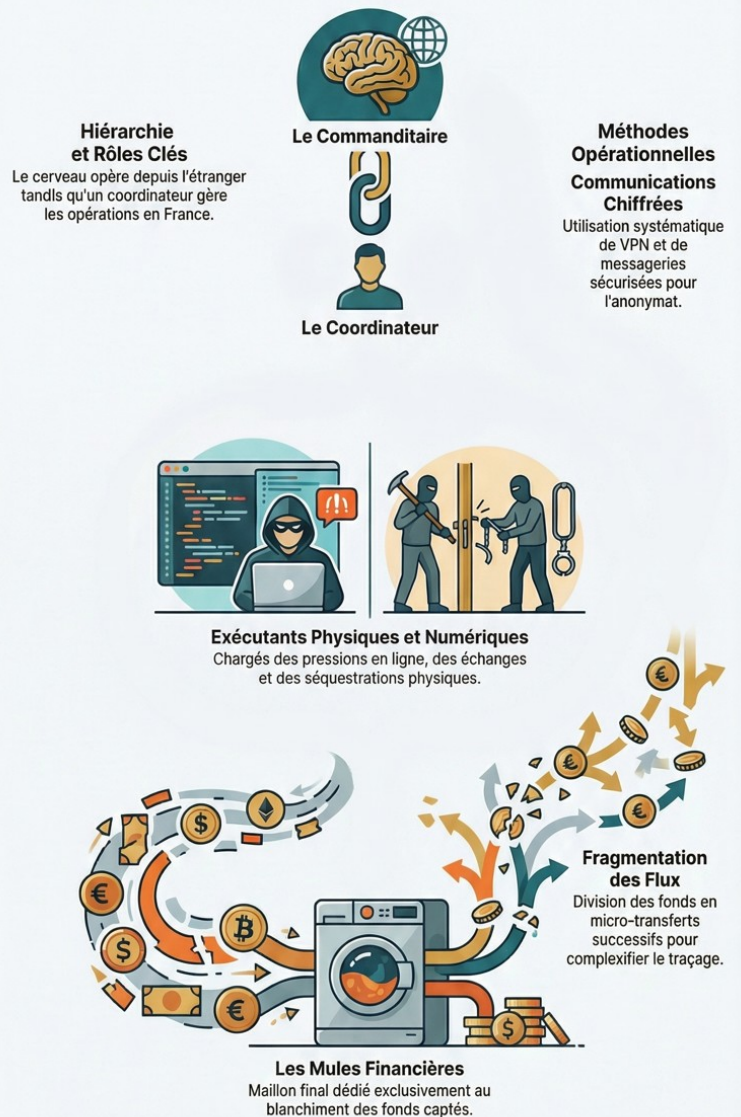 Le Commanditaire
Hiérarchie
et Rôles Clés
Le cerveau opère depuis l'étranger
tandls qu'un coordinateur gère
les opérations en France.
Méthodes
Opérationnelles
Communications
Chiffrées
Utilisation systématique
de VPN et de
messageries
sécurisées pour
l'anonymat.
Le Coordinateur
Exécutants Physiques et Numériques
Chargés des pressions en ligne, des échanges
et des séquestrations physiques.
Fragmentation
des Flux
Division des fonds en
micro-transferts
successifs pour
complexifier le traçage.
Les Mules Financières
Maillon final dédié exclusivement au
blanchiment des fonds captés.